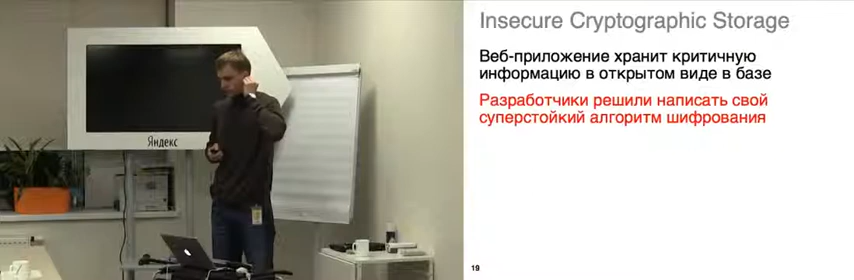 Яндекс
Insecure Cryptographic Storage
Веб-приложение хранит критичную
информацию в открытом виде в базе
Разработчики решили написать свой
суперстойкий алгоритм шифрования
19